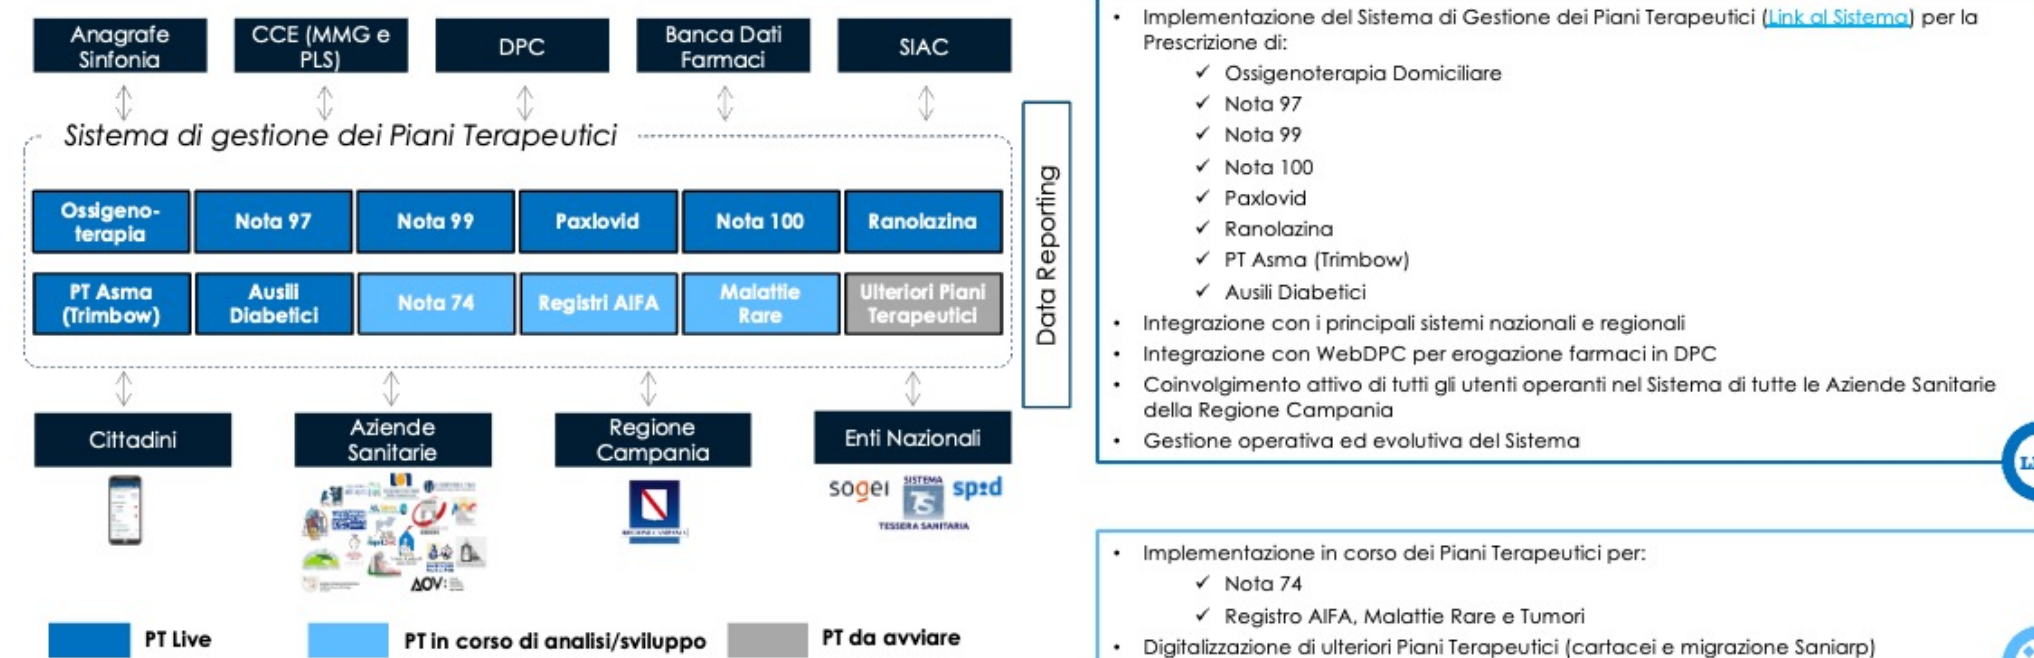 Anagrafe
Sinfonia
CCE (MMG e
PLS)
DPC
Banca Dati
Farmaci
SIAC
Sistema di gestione dei Piani Terapeutici
Ossigeno-
terapia
Nota 97
Nota 99
Paxlovid
Nota 100
Ranolazina
PT Asma
(Trimbow)
Ausili
Diabetici
Nota 74
Registri AIFA
Malattie
Rare
Ulteriori Piani
Terapeutici
Data Reporting
Cittadini
Aziende
Sanitarie
Regione
Campania
Enti Nazionali
sogei
SISTEMA
TS
TESSERA SANITARIA
spid
AOV:
PT Live
PT in corso di analisi/sviluppo
PT da avviare
• Implementazione del Sistema di Gestione dei Piani Terapeutici (Link al Sistema) per la
Prescrizione di:
✓ Ossigenoterapia Domiciliare
✓ Nota 97
✓ Nota 99
✓ Nota 100
✓ Paxlovid
✓ Ranolazina
✓ PT Asma (Trimbow)
✓ Ausili Diabetici
• Integrazione con i principali sistemi nazionali e regionali
• Integrazione con WebDPC per erogazione farmaci in DPC
• Coinvolgimento attivo di tutti gli utenti operanti nel Sistema di tutte le Aziende Sanitarie
della Regione Campania
• Gestione operativa ed evolutiva del Sistema
• Implementazione in corso dei Piani Terapeutici per:
✓ Nota 74
✓ Registro AIFA, Malattie Rare e Tumori
• Digitalizzazione di ulteriori Piani Terapeutici (cartacei e migrazione Saniarp)